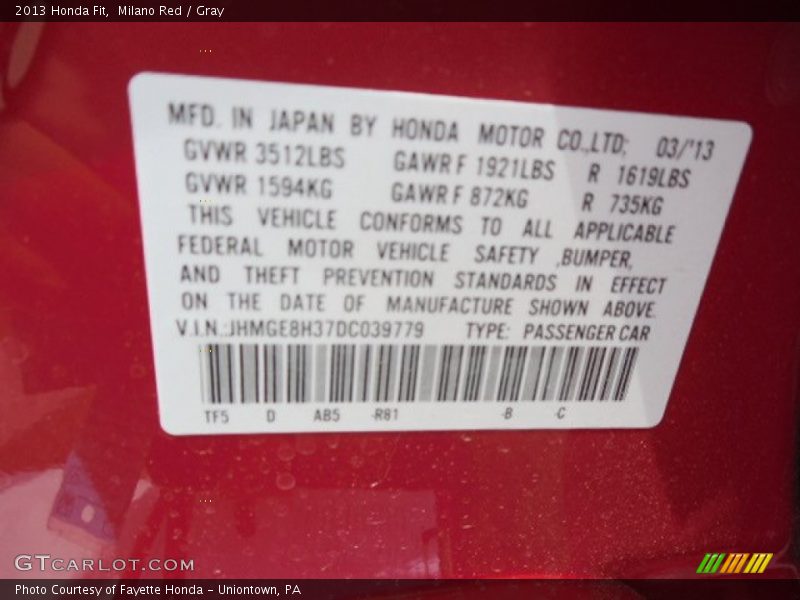 2013 Honda Fit,  Milano Red / Gray
MFD. IN JAPAN BY HONDA MOTOR CO.,LTD; 03/'13
GVWR 3512LBS GAWR F 1921LBS R 1619LBS
GVWR 1594KG GAWR F 872KG R 735KG
THIS VEHICLE CONFORMS TO ALL APPLICABLE
FEDERAL MOTOR VEHICLE SAFETY ,BUMPER,
AND THEFT PREVENTION STANDARDS IN EFFECT
ON THE DATE OF MANUFACTURE SHOWN ABOVE.
V.I.N.:JHMGE8H37DC039779 TYPE: PASSENGER CAR
TF5 D AB5 -R81 -B -C
GTCARLOT.COM
Photo Courtesy of Fayette Honda - Uniontown, PA